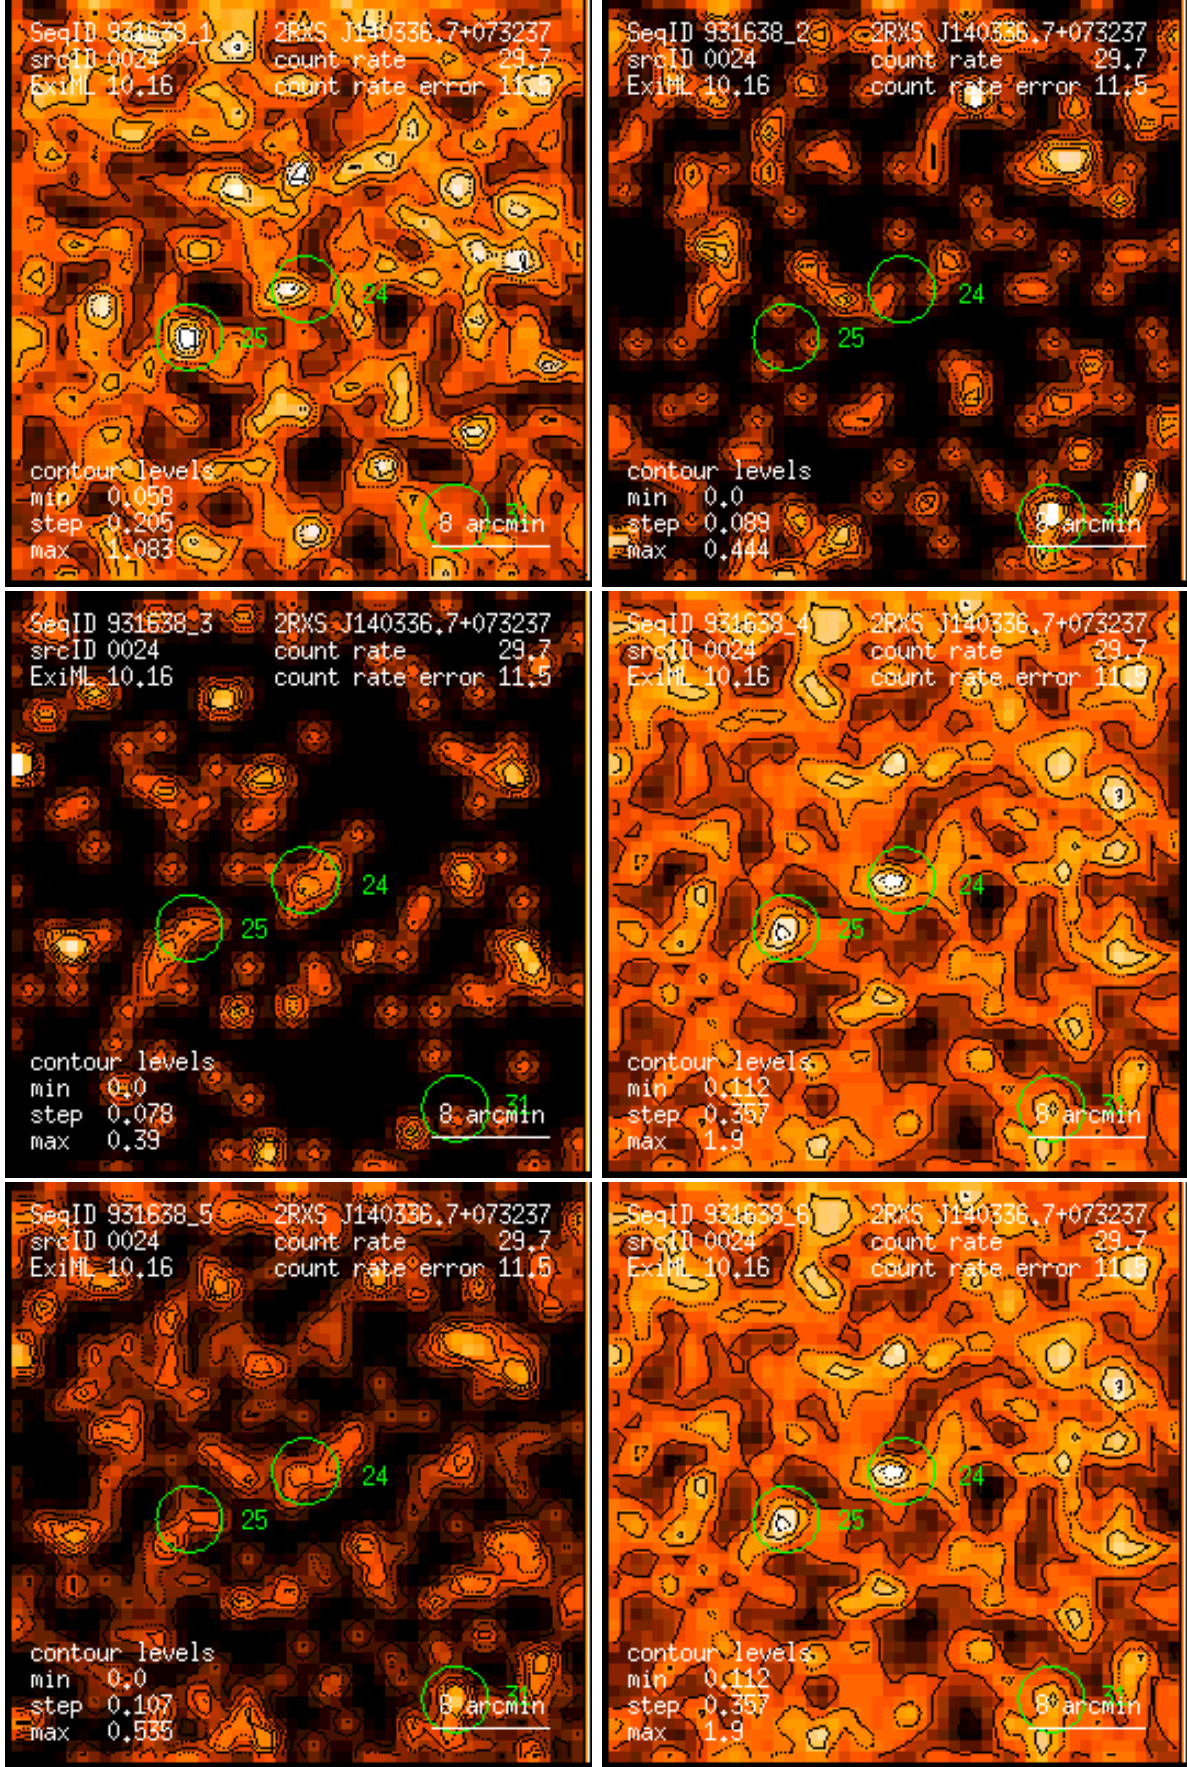 SeqID 931638_1 2RXS J140336.7+073237
srcID 0024 count rate 29.7
ExiML 10.16 count rate error 11.5
24
25
contour levels
min 0.058
step 0.205
max 1.083
31
8 arcmin
SeqID 931638_2 2RXS J140336.7+073237
srcID 0024 count rate 29.7
ExiML 10.16 count rate error 11.5
24
25
contour levels
min 0.0
step 0.089
max 0.444
31
8 arcmin
SeqID 931638_3 2RXS J140336.7+073237
srcID 0024 count rate 29.7
ExiML 10.16 count rate error 11.5
24
25
contour levels
min 0.0
step 0.078
max 0.39
31
8 arcmin
SeqID 931638_4 2RXS J140336.7+073237
srcID 0024 count rate 29.7
ExiML 10.16 count rate error 11.5
24
25
contour levels
min 0.112
step 0.357
max 1.9
31
8 arcmin
SeqID 931638_5 2RXS J140336.7+073237
srcID 0024 count rate 29.7
ExiML 10.16 count rate error 11.5
24
25
contour levels
min 0.0
step 0.107
max 0.535
31
8 arcmin
SeqID 931638_6 2RXS J140336.7+073237
srcID 0024 count rate 29.7
ExiML 10.16 count rate error 11.5
24
25
contour levels
min 0.112
step 0.357
max 1.9
31
8 arcmin